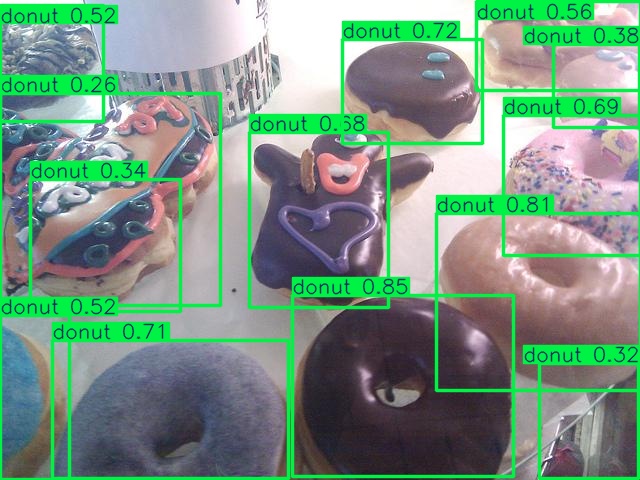 donut 0.52
donut 0.56
donut 0.72
donut 0.38
donut 0.26
donut 0.69
donut 0.68
donut 0.34
donut 0.81
donut 0.85
donut 0.52
donut 0.71
donut 0.32